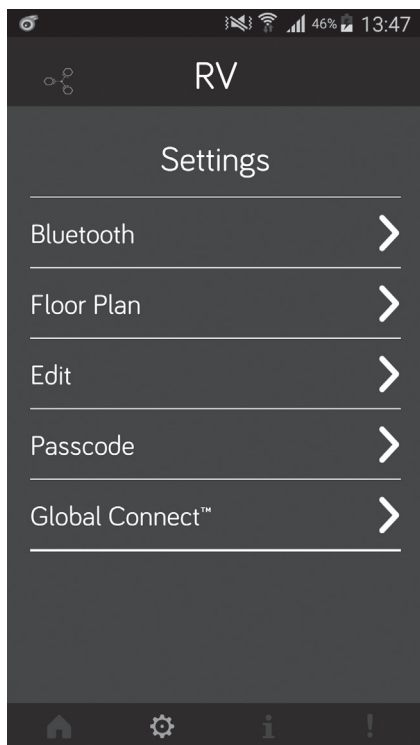 46% 13:47
RV
Settings
Bluetooth
Floor Plan
Edit
Passcode
Global Connect™